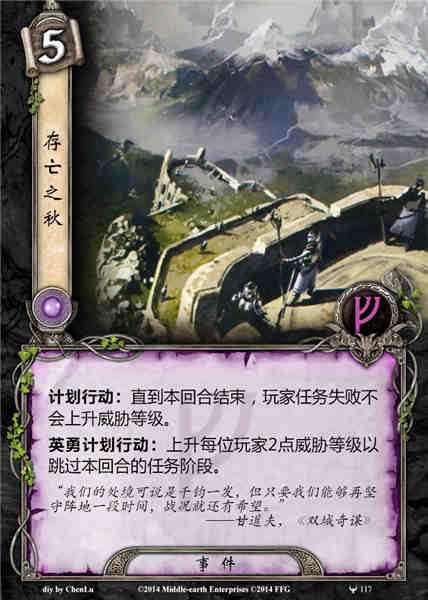 5
存亡之秋
计划行动：直到本回合结束，玩家任务失败不
会上升威胁等级。
英勇计划行动：上升每位玩家2点威胁等级以
跳过本回合的任务阶段。
“我们的处境可说是千钧一发，但只要我们能够再坚
守阵地一段时间，战况就还有希望。”
——甘道夫，《双城奇谋》
事件
diy by ChenLu
©2014 Middle-earth Enterprises ©2014 FFG
117